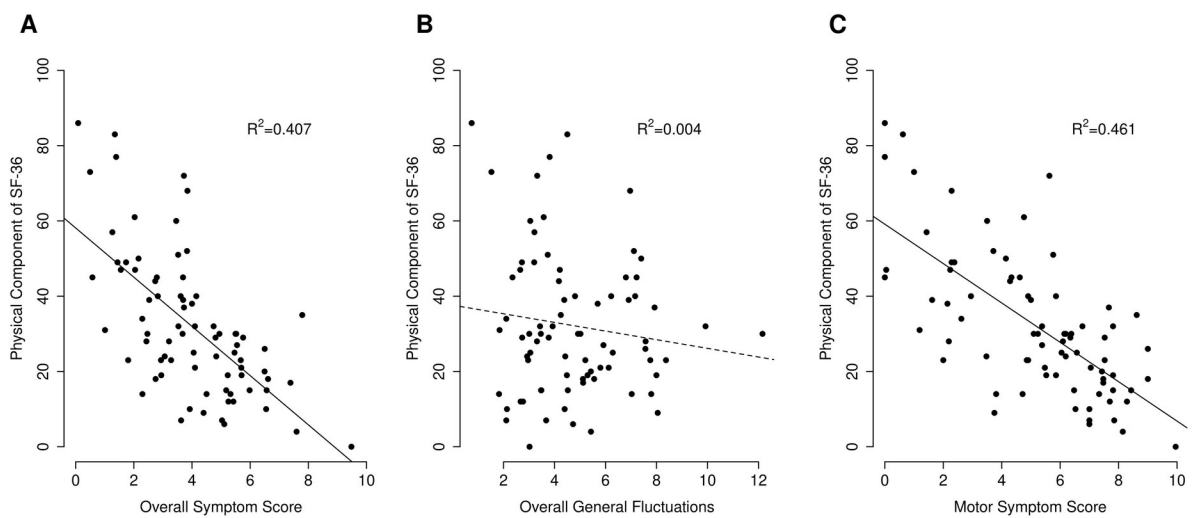 A
B
C
Physical Component of SF-36
100
80
60
40
20
0
R²=0.407
0 2 4 6 8 10
Overall Symptom Score
Physical Component of SF-36
100
80
60
40
20
0
R²=0.004
2 4 6 8 10 12
Overall General Fluctuations
Physical Component of SF-36
100
80
60
40
20
0
R²=0.461
0 2 4 6 8 10
Motor Symptom Score